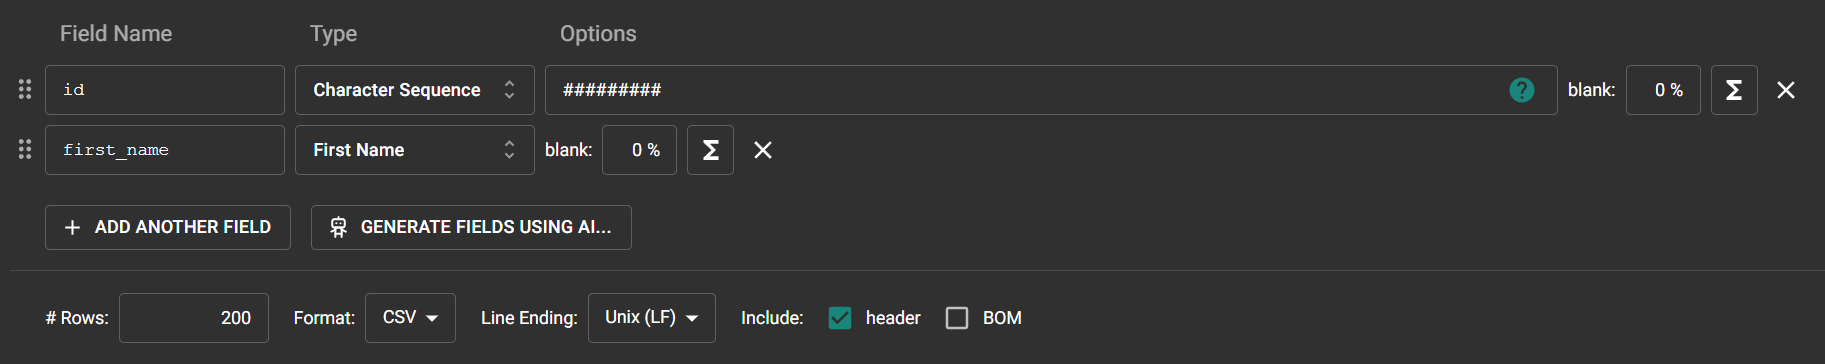 Field Name Type Options
id Character Sequence ######### ? blank: 0 % Σ
first_name First Name blank: 0 % Σ
ADD ANOTHER FIELD GENERATE FIELDS USING AI...
# Rows: 200 Format: CSV Line Ending: Unix (LF) Include: header BOM